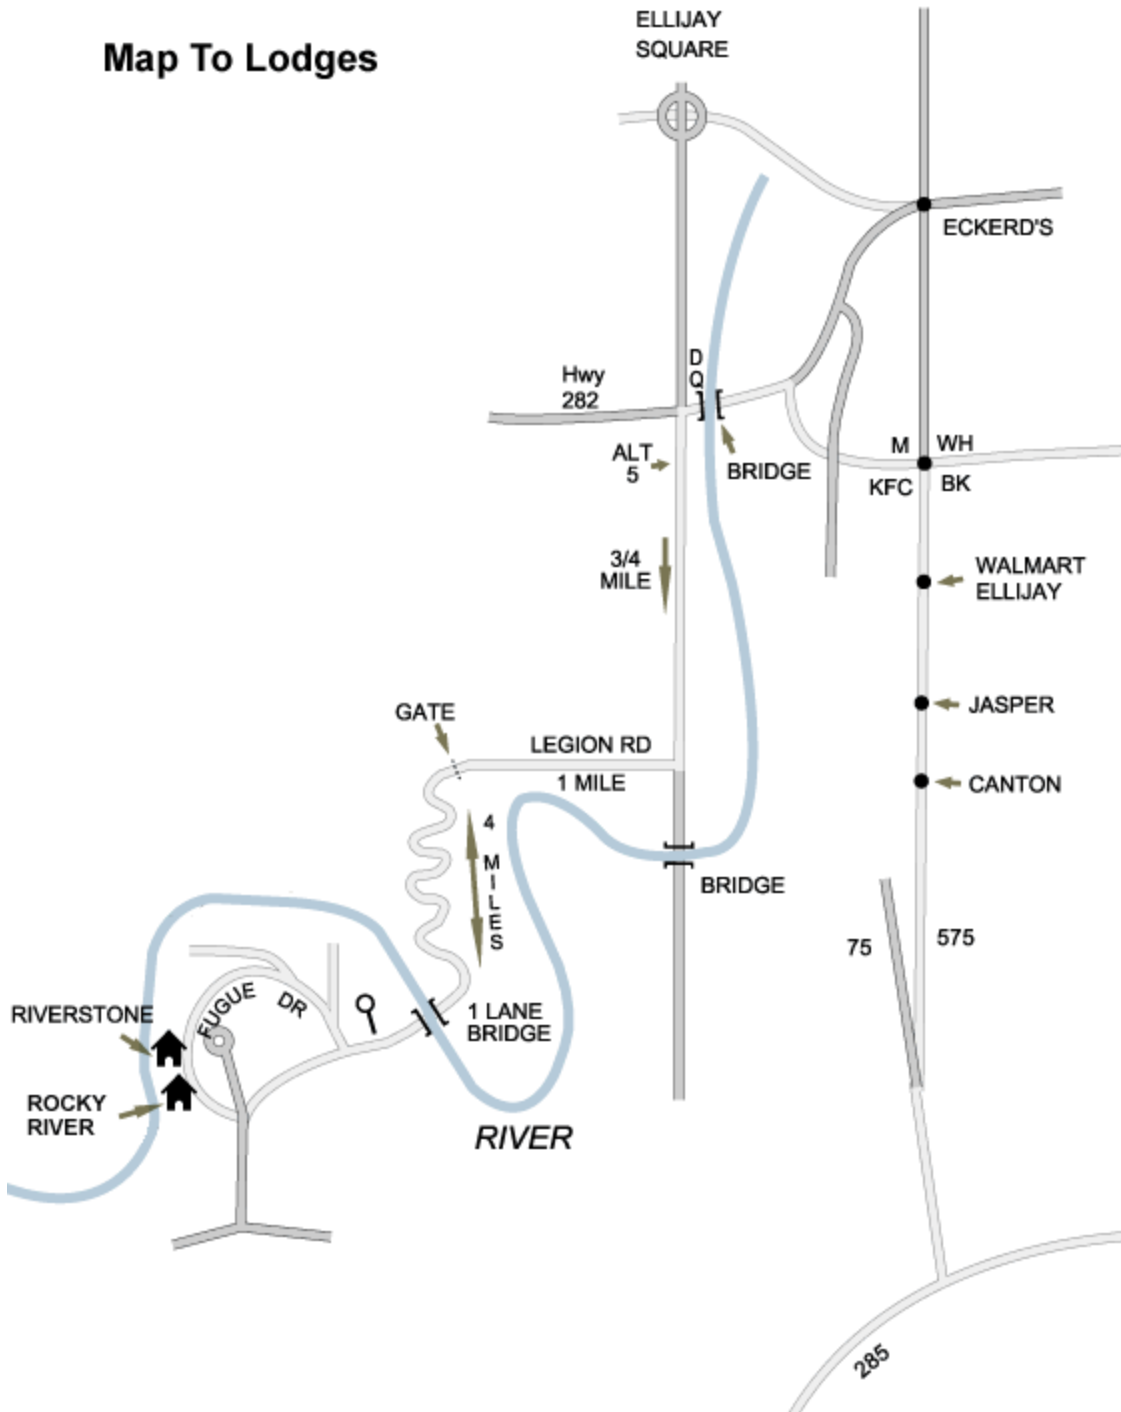 Map To Lodges
ELLIJAY
SQUARE
ECKERD'S
Hwy
282
D
Q
ALT
5
BRIDGE
M
WH
KFC
BK
3/4
MILE
WALMART
ELLIJAY
JASPER
CANTON
GATE
LEGION RD
1 MILE
4
MILES
BRIDGE
75
575
FUGUE
DR
RIVERSTONE
1 LANE
BRIDGE
ROCKY
RIVER
RIVER
285